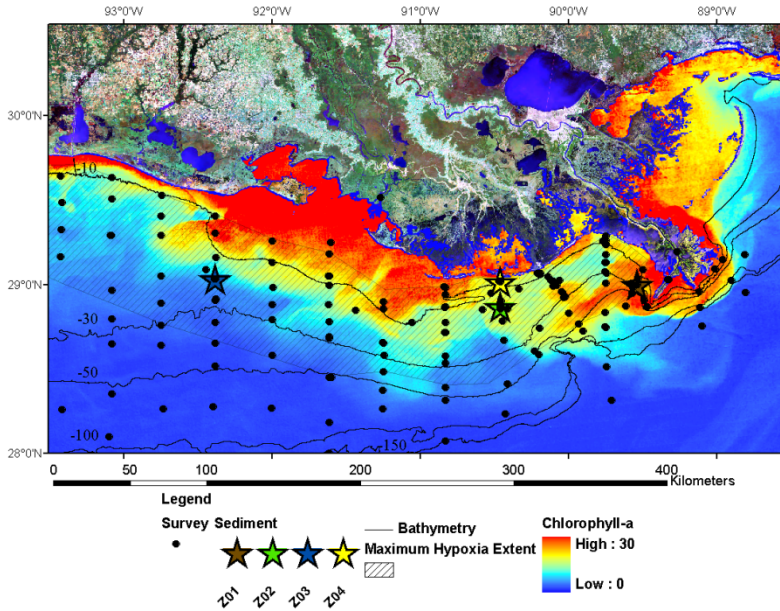 93°0'W 92°0'W 91°0'W 90°0'W 89°0'W
30°0'N
-10
29°0'N
-30
-50
-100
-150
28°0'N
0 50 100 200 300 400
Kilometers
Legend
Survey Sediment
Bathymetry
Maximum Hypoxia Extent
Z01 Z02 Z03 Z04
Chlorophyll-a
High : 30
Low : 0